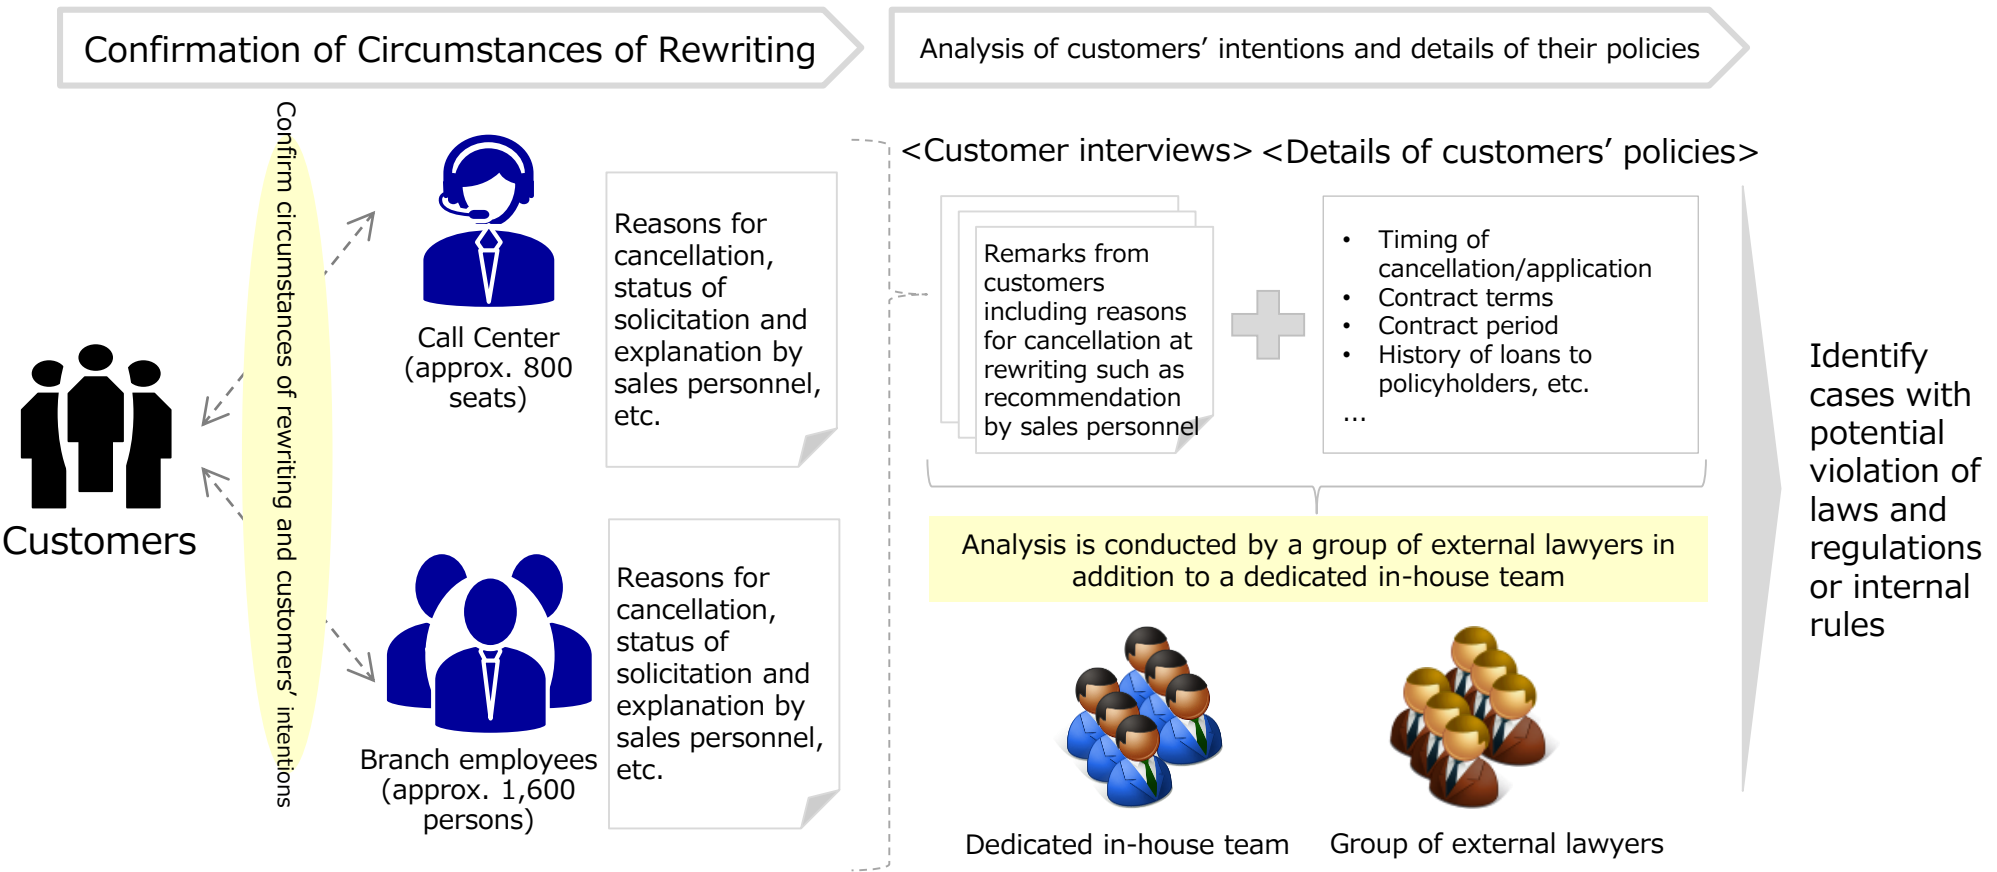 Confirmation of Circumstances of Rewriting
Analysis of customers’ intentions and details of their policies
Customers
Confirm circumstances of rewriting and customers’ intentions
Call Center
(approx. 800
seats)
Reasons for
cancellation,
status of
solicitation and
explanation by
sales personnel,
etc.
Branch employees
(approx. 1,600
persons)
Reasons for
cancellation,
status of
solicitation and
explanation by
sales personnel,
etc.
<Customer interviews>
Remarks from
customers
including reasons
for cancellation at
rewriting such as
recommendation
by sales personnel
<Details of customers’ policies>
• Timing of
cancellation/application
• Contract terms
• Contract period
• History of loans to
policyholders, etc.
...
Analysis is conducted by a group of external lawyers in
addition to a dedicated in-house team
Dedicated in-house team
Group of external lawyers
Identify
cases with
potential
violation of
laws and
regulations
or internal
rules